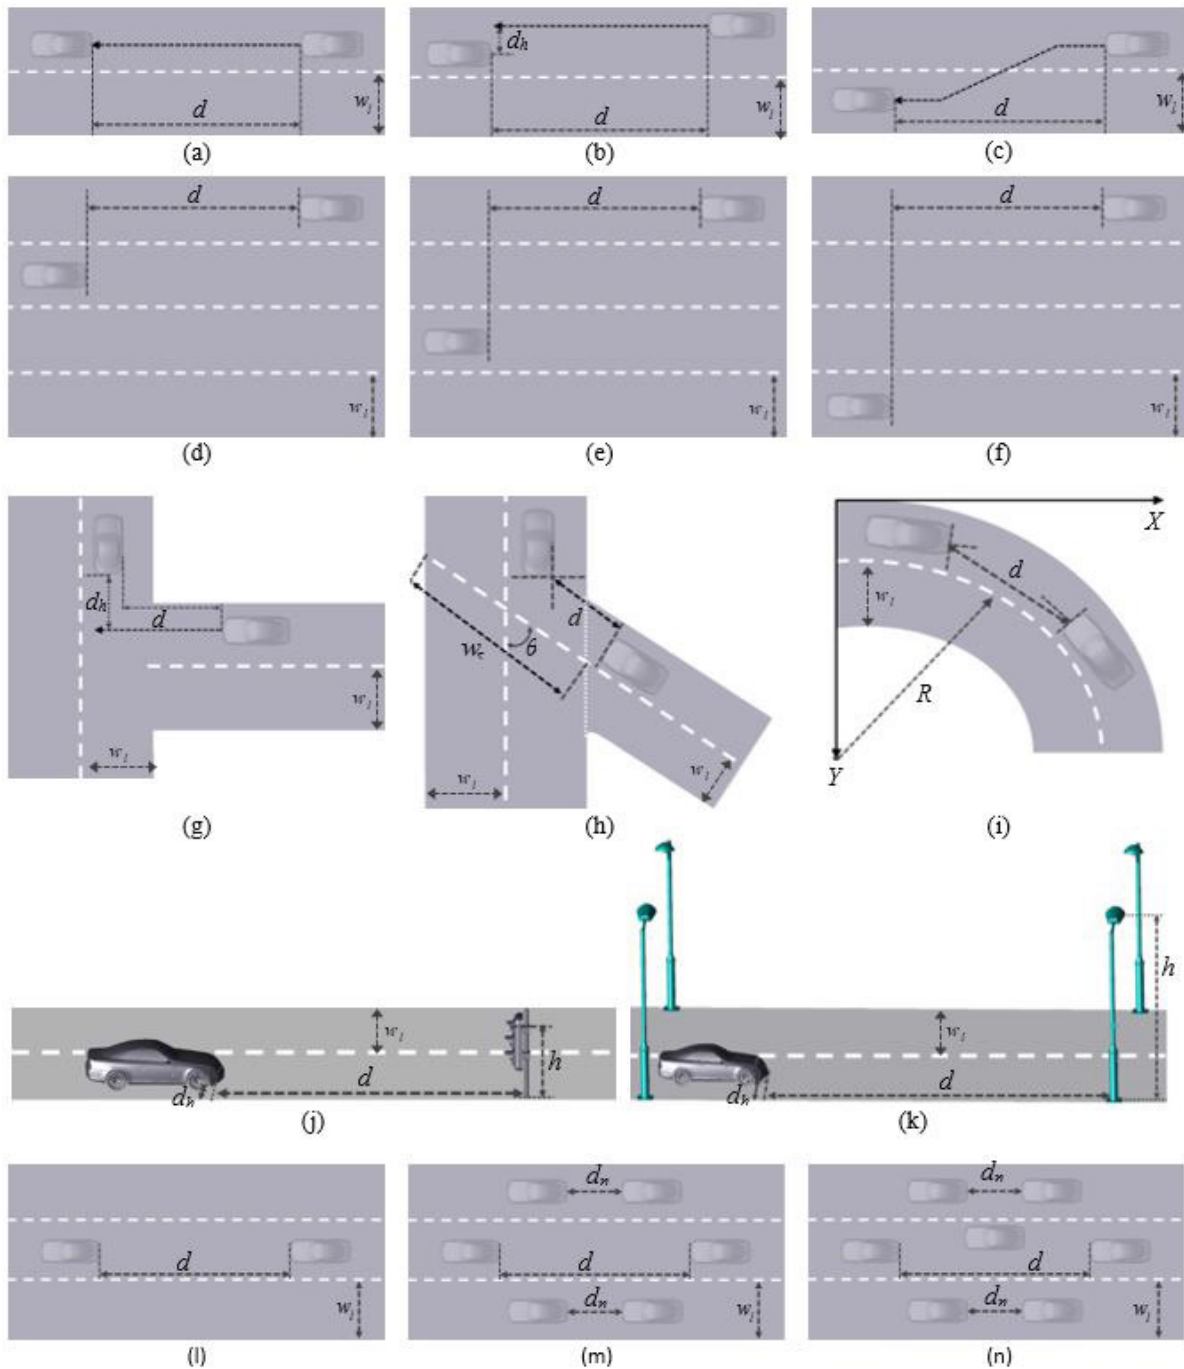 d w_l d_h d w_l d w_l
(a) (b) (c)
d d d
w_l w_l w_l
(d) (e) (f)
X
d_h d d d
w_l w_c θ w_l R
w_l w_l w_l Y
(g) (h) (i)
w_l h w_l h
d_h d d_h d
(j) (k)
d_n d_n
d d d
w_l d_n w_l d_n w_l
(l) (m) (n)